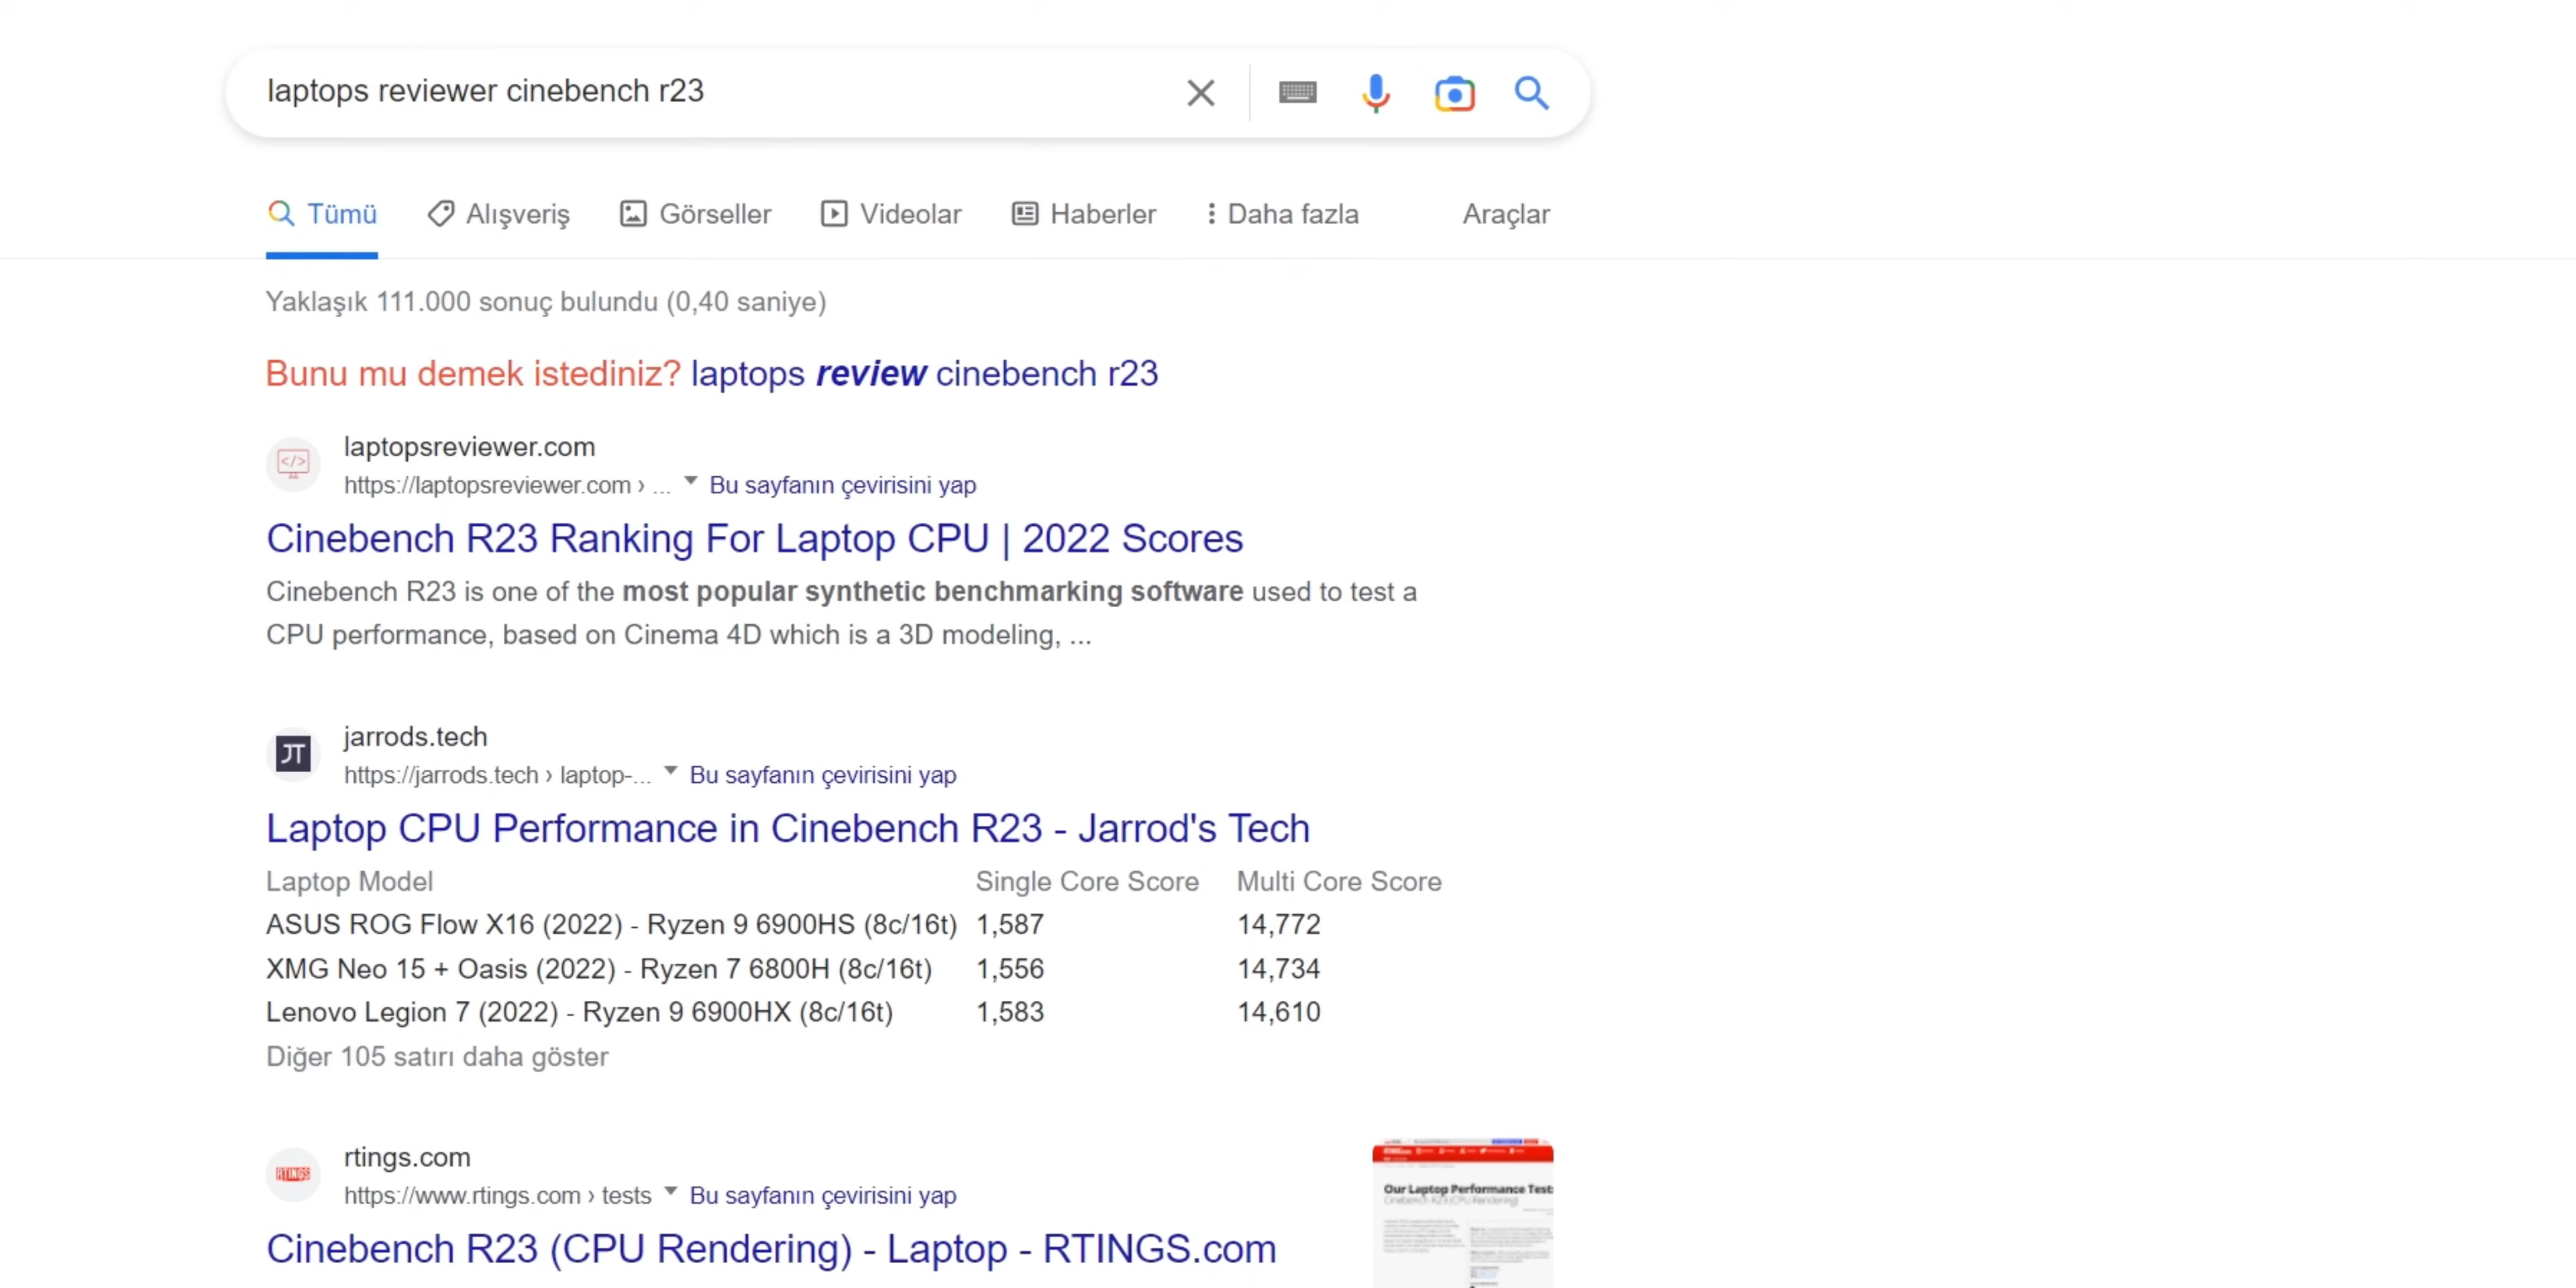 laptops reviewer cinebench r23
Tümü Alışveriş Görseller Videolar Haberler Daha fazla Araçlar
Yaklaşık 111.000 sonuç bulundu (0,40 saniye)
Bunu mu demek istediniz? laptops review cinebench r23
laptopsreviewer.com
https://laptopsreviewer.com › ... Bu sayfanın çevirisini yap
Cinebench R23 Ranking For Laptop CPU | 2022 Scores
Cinebench R23 is one of the most popular synthetic benchmarking software used to test a
CPU performance, based on Cinema 4D which is a 3D modeling, ...
JT
jarrods.tech
https://jarrods.tech › laptop-... Bu sayfanın çevirisini yap
Laptop CPU Performance in Cinebench R23 - Jarrod's Tech
Laptop Model Single Core Score Multi Core Score
ASUS ROG Flow X16 (2022) - Ryzen 9 6900HS (8c/16t) 1,587 14,772
XMG Neo 15 + Oasis (2022) - Ryzen 7 6800H (8c/16t) 1,556 14,734
Lenovo Legion 7 (2022) - Ryzen 9 6900HX (8c/16t) 1,583 14,610
Diğer 105 satırı daha göster
RTINGS
rtings.com
https://www.rtings.com › tests Bu sayfanın çevirisini yap
Cinebench R23 (CPU Rendering) - Laptop - RTINGS.com
Our Laptop Performance Test
Cinebench R23 (CPU Rendering)